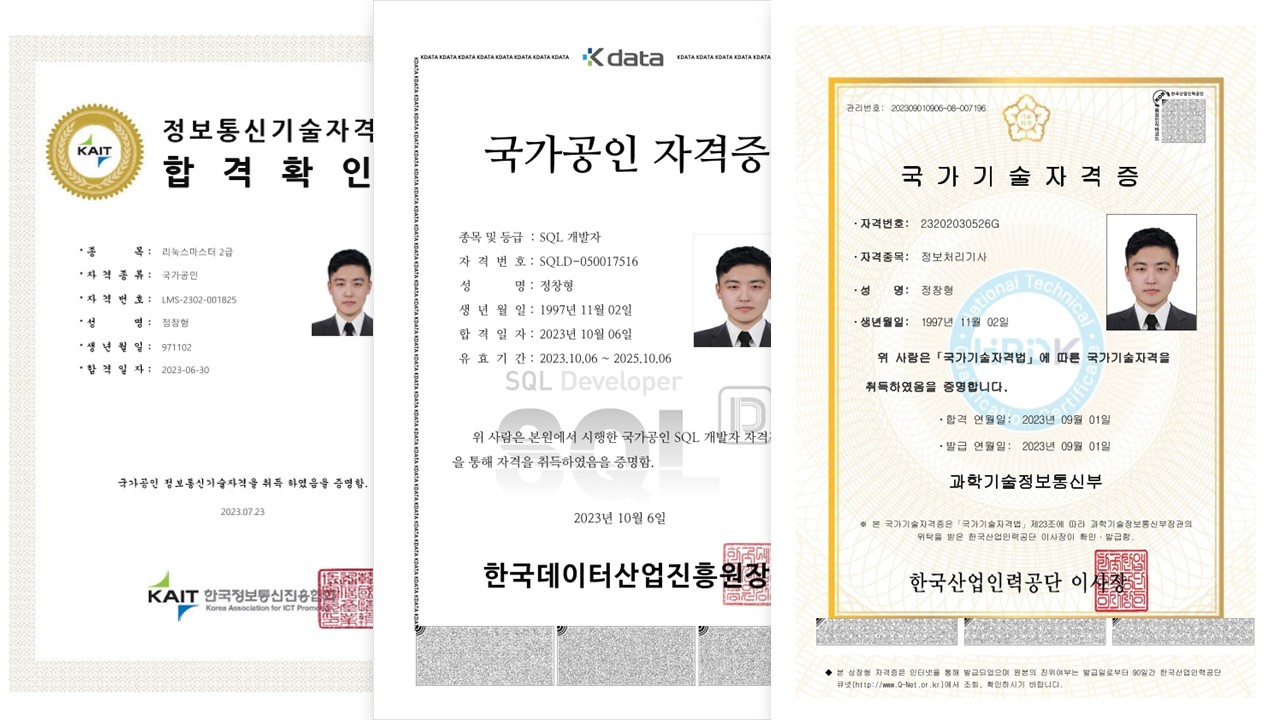 KAIT
정보통신기술자격
합 격 확 인
· 종 목 : 리눅스마스터 2급
· 자 격 종 류 : 국가공인
· 자 격 번 호 : LMS-2302-001825
· 성 명 : 정창형
· 생 년 월 일 : 971102
· 합 격 일 자 : 2023-06-30
국가공인 정보통신기술자격을 취득 하였음을 증명함.
2023.07.23
KAIT 한국정보통신진흥협회
Korea Association for ICT Promo
KDATA KDATA KDATA KDATA KDATA KDATA KDATA KDATA
K data
KDATA KDATA KDATA KDATA KDATA
국가공인 자격증
종목 및 등급 : SQL 개발자
자 격 번 호 : SQLD-050017516
성 명 : 정창형
생 년 월 일 : 1997년 11월 02일
합 격 일 자 : 2023년 10월 06일
유 효 기 간 : 2023.10.06 ~ 2025.10.06
SQL Developer
SQL
D
위 사람은 본원에서 시행한 국가공인 SQL 개발자 자격
을 통해 자격을 취득하였음을 증명함.
2023년 10월 6일
한국데이터산업진흥원장
관리번호: 202309010906-08-007196
한국산업인력공단
국 가 기 술 자 격 증
· 자격번호: 23202030526G
· 자격종목: 정보처리기사
· 성 명: 정창형
· 생년월일: 1997년 11월 02일
National Technical
HRDK
위 사람은「국가기술자격법」에 따른 국가기술자격을
취득하였음을 증명합니다.
· 합격 연월일: 2023년 09월 01일
· 발급 연월일: 2023년 09월 01일
과학기술정보통신부
※ 본 국가기술자격증은「국가기술자격법」제23조에 따라 과학기술정보통신부장관의
위탁을 받은 한국산업인력공단 이사장이 확인·발급함.
한국산업인력공단 이사장
◆ 본 상장형 자격증은 인터넷을 통해 발급되었으며 원본의 진위여부는 발급일로부터 90일간 한국산업인력공단
큐넷(http://www.Q-Net.or.kr)에서 조회, 확인하시기 바랍니다.